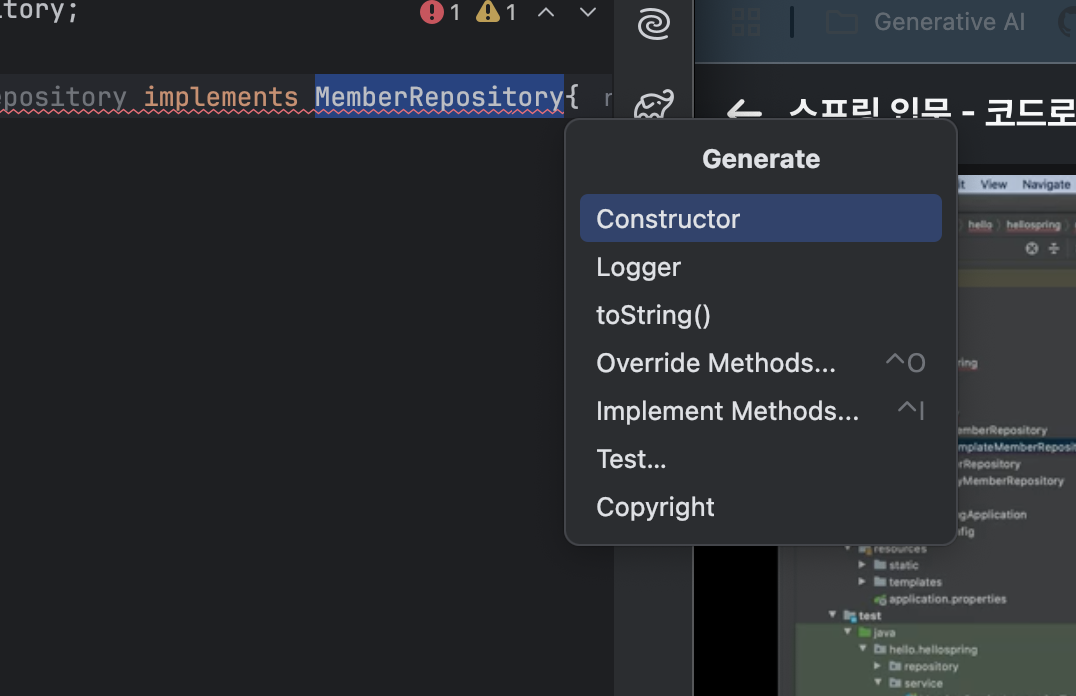 itory;
1 1
Generative AI
epository implements MemberRepository{
← 스프링 입문 - 코드로
Generate
Constructor
Logger
toString()
Override Methods... ^O
Implement Methods... ^I
Test...
Copyright
it View Navigate
hello hellospring
ring
emberRepository
mplateMemberReposit
rRepository
yMemberRepository
gApplication
nfig
resources
static
templates
application.properties
test
java
hello.hellospring
repository
service